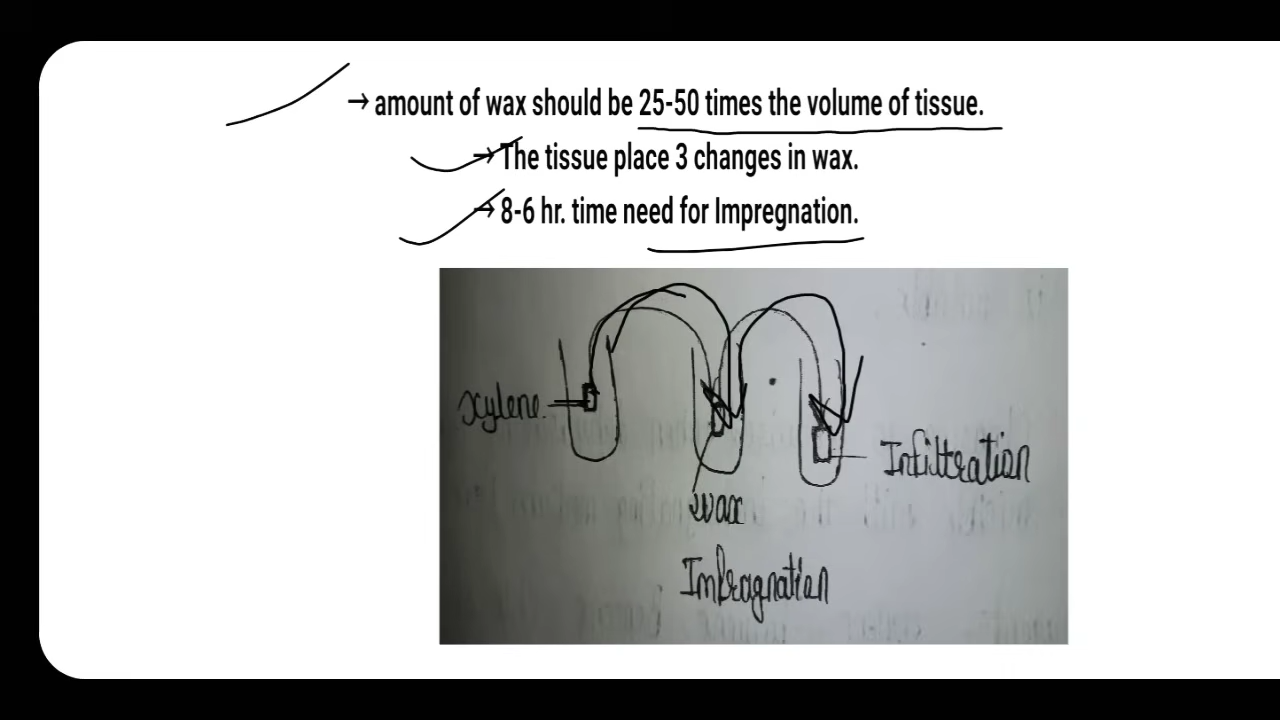 → amount of wax should be 25-50 times the volume of tissue.
→ The tissue place 3 changes in wax.
→ 8-6 hr. time need for Impregnation.
xylene
Infiltration
wax
Imbragnation